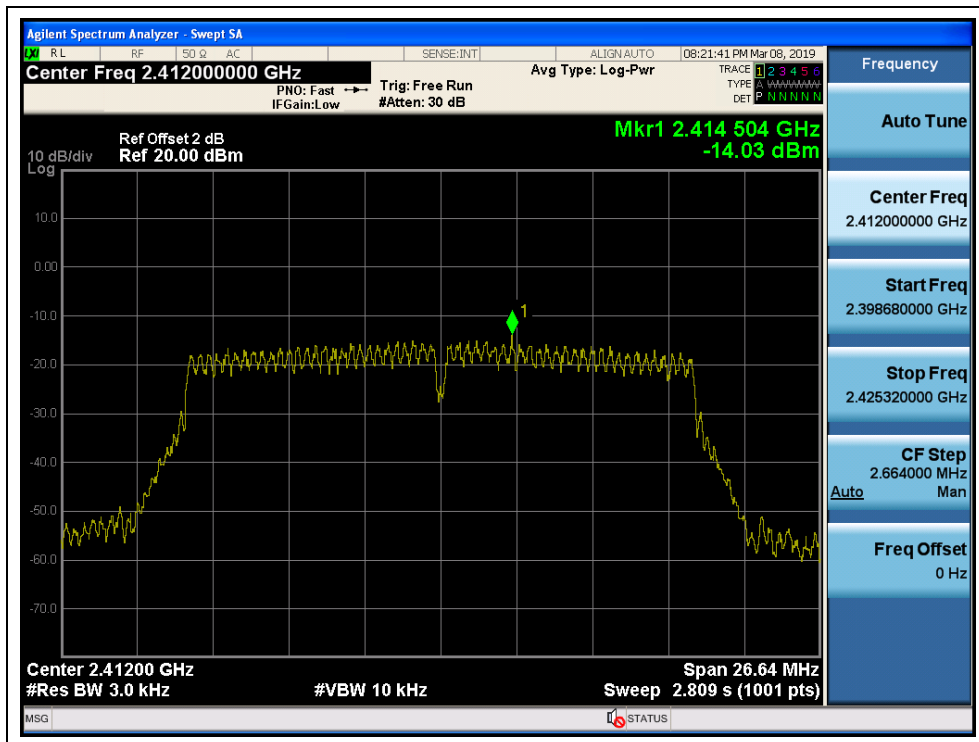 Agilent Spectrum Analyzer - Swept SA
LXI RL RF 50 Ω AC SENSE:INT ALIGN AUTO 08:21:41 PM Mar 08, 2019
Center Freq 2.412000000 GHz
PNO: Fast
IFGain:Low
Trig: Free Run
#Atten: 30 dB
Avg Type: Log-Pwr
TRACE 1 2 3 4 5 6
TYPE A
DET P N N N N N
Frequency
Mkr1 2.414 504 GHz
-14.03 dBm
Ref Offset 2 dB
10 dB/div Ref 20.00 dBm
Log
10.0
0.00
-10.0
-20.0
-30.0
-40.0
-50.0
-60.0
-70.0
1
Center 2.41200 GHz Span 26.64 MHz
#Res BW 3.0 kHz #VBW 10 kHz Sweep 2.809 s (1001 pts)
Auto Tune
Center Freq
2.412000000 GHz
Start Freq
2.398680000 GHz
Stop Freq
2.425320000 GHz
CF Step
2.664000 MHz
Auto Man
Freq Offset
0 Hz
MSG STATUS